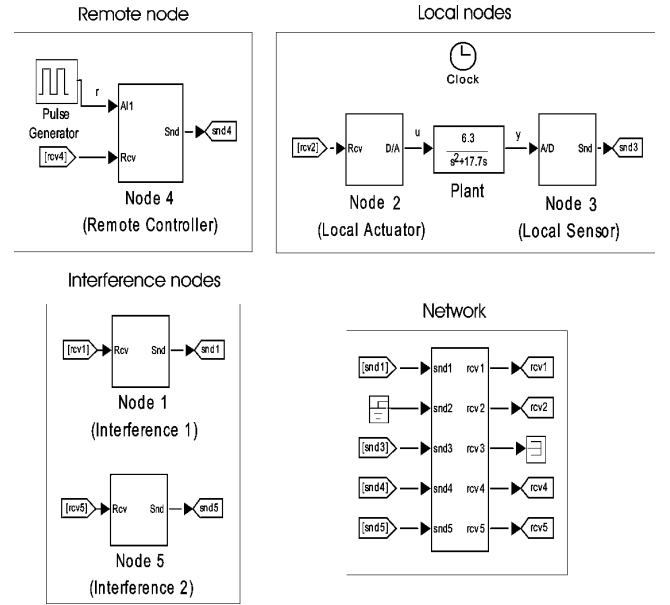 Remote node
r
AI1
Snd
snd4
Pulse
Generator
[rcv4]
Rcv
Node 4
(Remote Controller)
Local nodes
Clock
[rcv2]
Rcv
D/A
u
6.3
s2+17.7s
y
A/D
Snd
snd3
Plant
Node 2
(Local Actuator)
Node 3
(Local Sensor)
Interference nodes
[rcv1]
Rcv
Snd
snd1
Node 1
(Interference 1)
[rcv5]
Rcv
Snd
snd5
Node 5
(Interference 2)
Network
[snd1]
snd1
rcv1
rcv1
snd2
rcv2
rcv2
[snd3]
snd3
rcv3
[snd4]
snd4
rcv4
rcv4
[snd5]
snd5
rcv5
rcv5